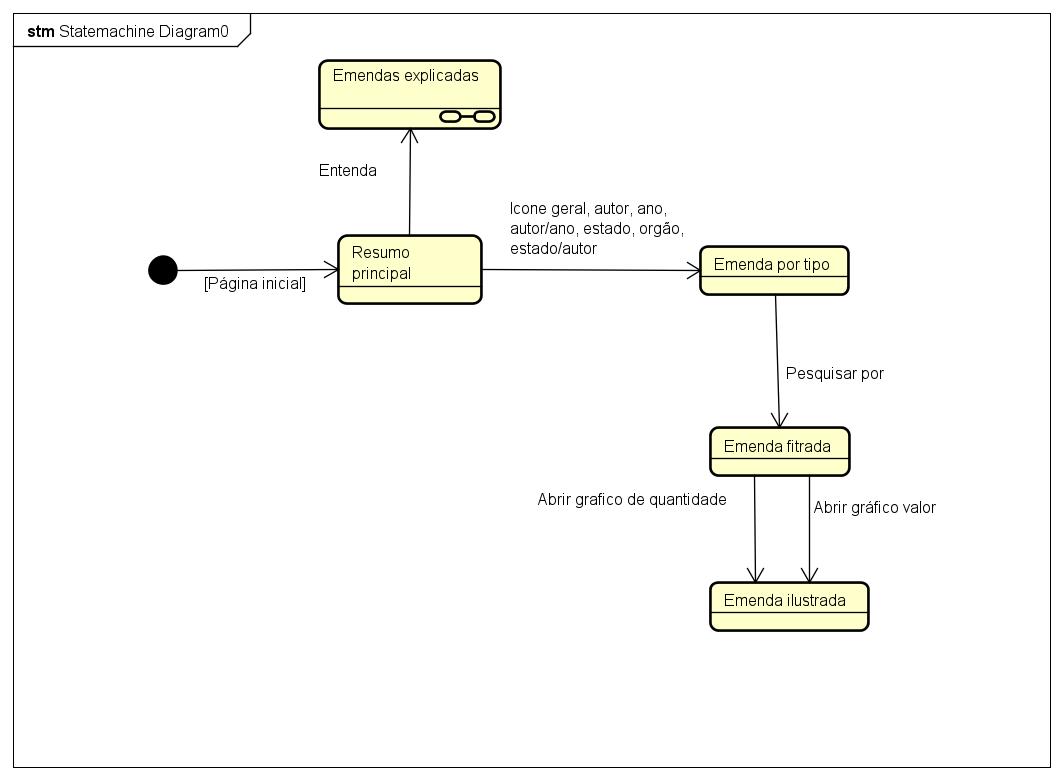 stm Statemachine Diagram0
Emendas explicadas
Entenda
Icone geral, autor, ano,
autor/ano, estado, orgão,
estado/autor
Resumo
principal
Emenda por tipo
[Página inicial]
Pesquisar por
Emenda fitrada
Abrir grafico de quantidade
Abrir gráfico valor
Emenda ilustrada